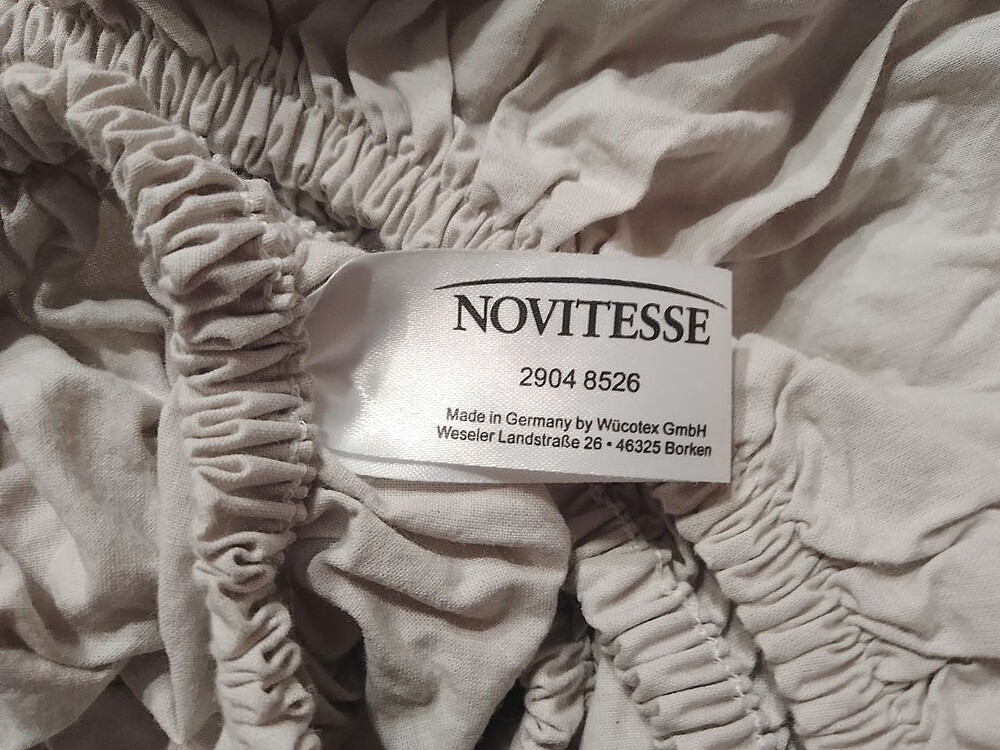 NOVITESSE
2904 8526
Made in Germany by Wücotex GmbH
Weseler Landstraße 26 • 46325 Borken